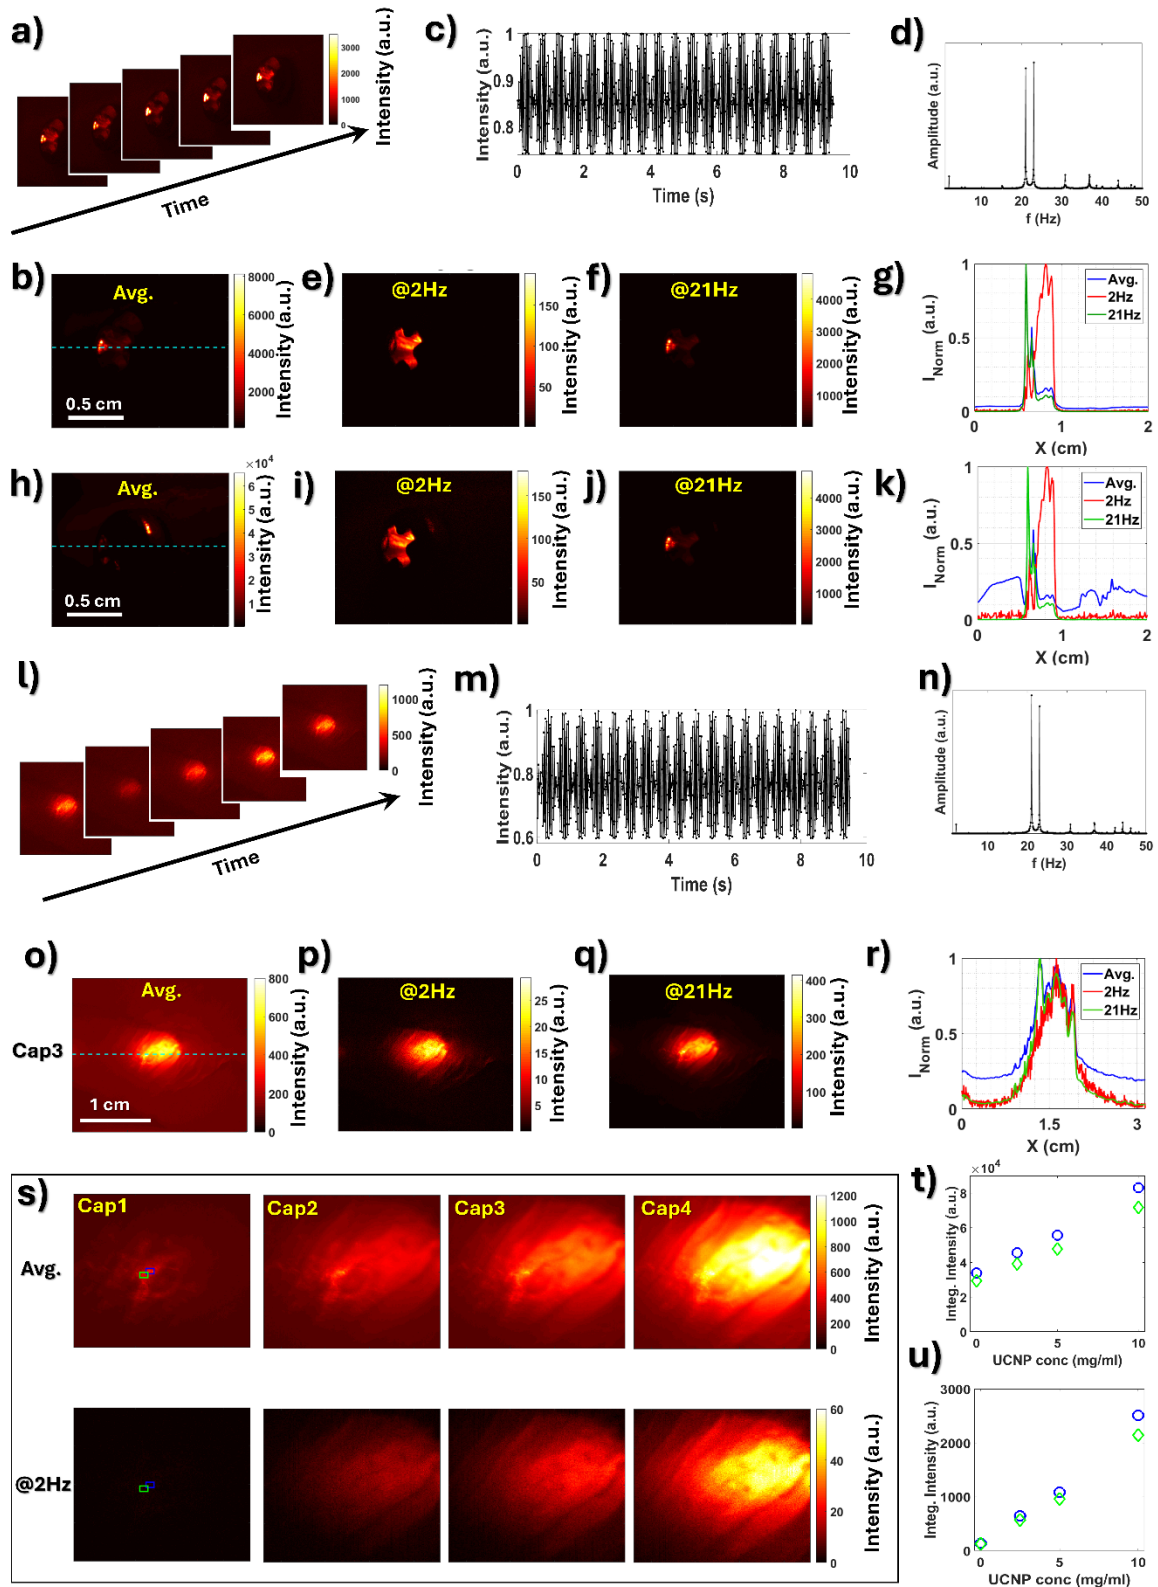 a)
3000
2000
1000
0
Intensity (a.u.)
Time
c)
Intensity (a.u.)
1
0.9
0.8
0 2 4 6 8 10
Time (s)
d)
Amplitude (a.u.)
10 20 30 40 50
f (Hz)
b)
Avg.
0.5 cm
8000
6000
4000
2000
0
Intensity (a.u.)
e)
@2Hz
150
100
50
Intensity (a.u.)
f)
@21Hz
4000
3000
2000
1000
Intensity (a.u.)
g)
I_Norm (a.u.)
1
0.5
0
Avg.
2Hz
21Hz
0 1 2
X (cm)
h)
Avg.
0.5 cm
×10^4
6
5
4
3
2
1
Intensity (a.u.)
i)
@2Hz
150
100
50
Intensity (a.u.)
j)
@21Hz
4000
3000
2000
1000
Intensity (a.u.)
k)
I_Norm (a.u.)
1
0.5
0
Avg.
2Hz
21Hz
0 1 2
X (cm)
l)
1000
500
0
Intensity (a.u.)
Time
m)
Intensity (a.u.)
1
0.8
0.6
0 2 4 6 8 10
Time (s)
n)
Amplitude (a.u.)
10 20 30 40 50
f (Hz)
o)
Cap3
Avg.
1 cm
800
600
400
200
0
Intensity (a.u.)
p)
@2Hz
25
20
15
10
5
Intensity (a.u.)
q)
@21Hz
400
300
200
100
Intensity (a.u.)
r)
I_Norm (a.u.)
1
0.5
0
Avg.
2Hz
21Hz
0 1.5 3
X (cm)
s)
Avg.
Cap1
Cap2
Cap3
Cap4
1200
1000
800
600
400
200
0
Intensity (a.u.)
@2Hz
60
40
20
0
Intensity (a.u.)
t)
×10^4
Integ. Intensity (a.u.)
8
6
4
2
0
0 5 10
UCNP conc (mg/ml)
u)
Integ. Intensity (a.u.)
3000
2000
1000
0
0 5 10
UCNP conc (mg/ml)